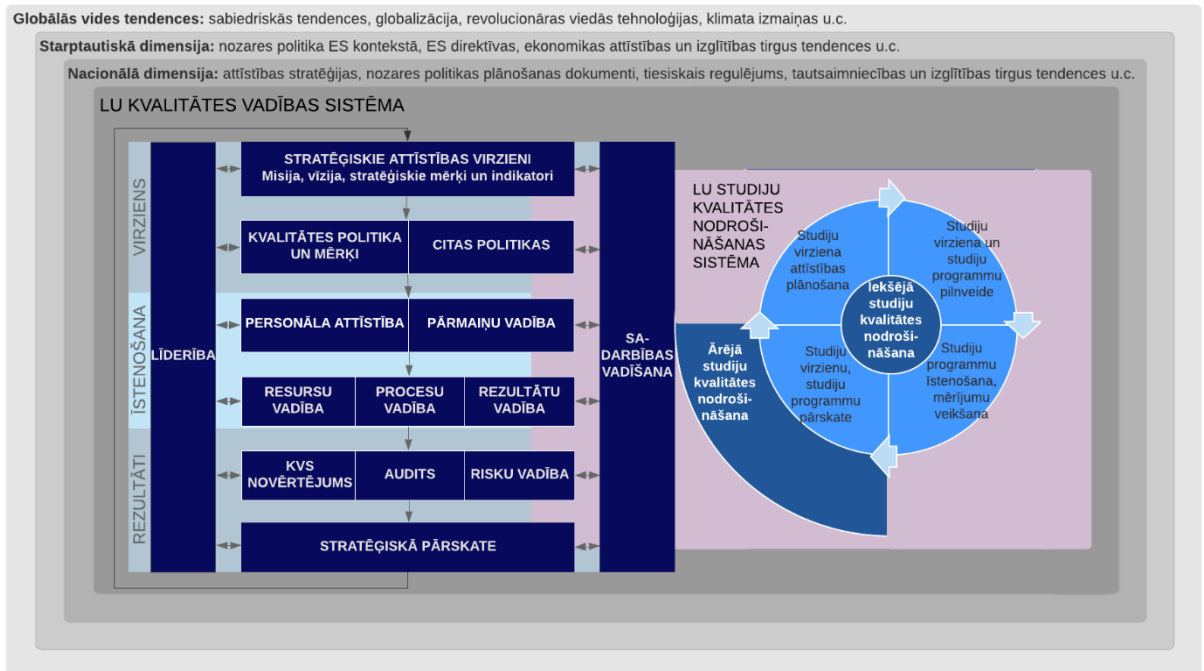 Globālās vides tendences: sabiedriskās tendences, globalizācija, revolucionāras viedās tehnoloģijas, klimata izmaiņas u.c.
Starptautiskā dimensija: nozares politika ES kontekstā, ES direktīvas, ekonomikas attīstības un izglītības tirgus tendences u.c.
Nacionālā dimensija: attīstības stratēģijas, nozares politikas plānošanas dokumenti, tiesiskais regulējums, tautsaimniecības un izglītības tirgus tendences u.c.
LU KVALITĀTES VADĪBAS SISTĒMA
VIRZIENS
ĪSTENOŠANA
REZULTĀTI
LĪDERĪBA
STRATĒĢISKIE ATTĪSTĪBAS VIRZIENI
Misija, vīzija, stratēģiskie mērķi un indikatori
KVALITĀTES POLITIKA
UN MĒRĶI
CITAS POLITIKAS
PERSONĀLA ATTĪSTĪBA
PĀRMAIŅU VADĪBA
RESURSU
VADĪBA
PROCESU
VADĪBA
REZULTĀTU
VADĪBA
KVS
NOVĒRTĒJUMS
AUDITS
RISKU VADĪBA
STRATĒĢISKĀ PĀRSKATE
SA-
DARBĪBAS
VADĪŠANA
LU STUDIJU
KVALITĀTES
NODROŠI-
NĀŠANAS
SISTĒMA
Studiju
virziena
attīstības
plānošana
Studiju
virziena un
studiju
programmu
pilnveide
Iekšējā
studiju
kvalitātes
nodroši-
nāšana
Ārējā
studiju
kvalitātes
nodroši-
nāšana
Studiju
virzienu,
studiju
programmu
pārskate
Studiju
programmu
īstenošana,
mērījumu
veikšana